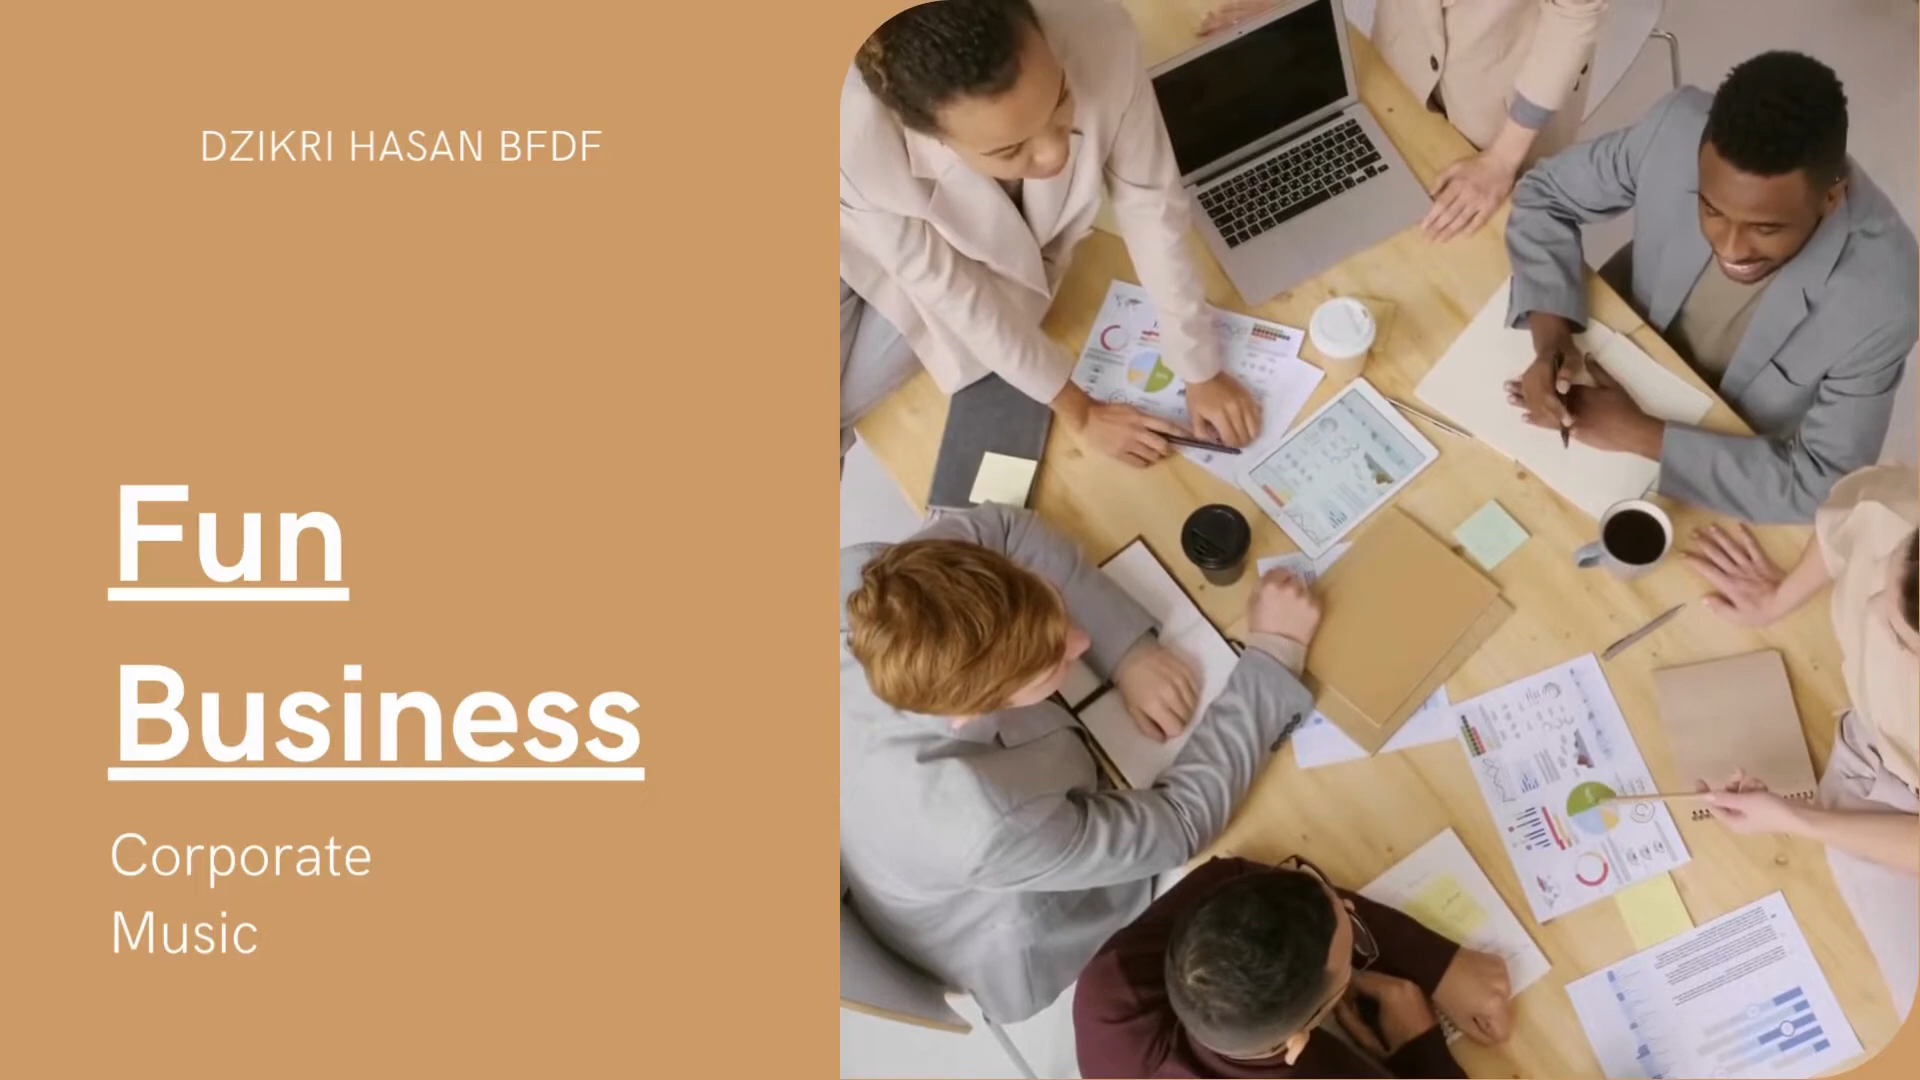 DZIKRI HASAN BFDF
Fun
Business
Corporate
Music